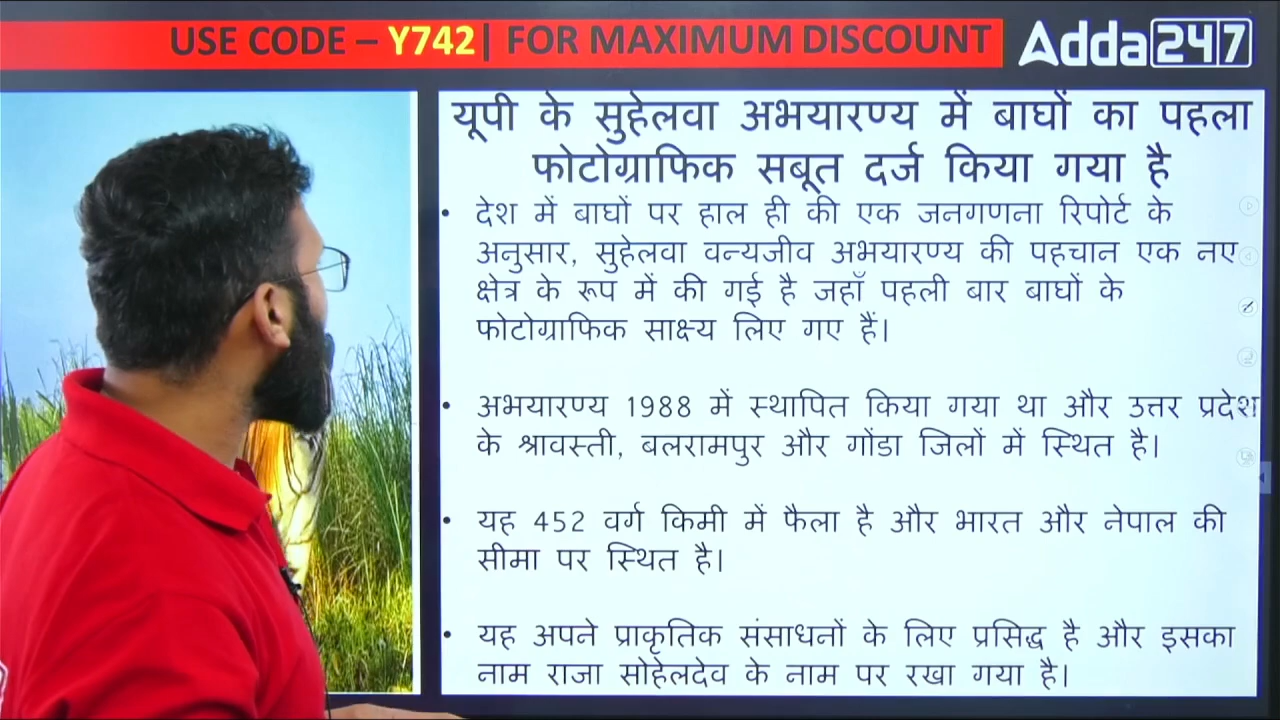 USE CODE – Y742| FOR MAXIMUM DISCOUNT
Adda247
यूपी के सुहेलवा अभयारण्य में बाघों का पहला
फोटोग्राफिक सबूत दर्ज किया गया है
• देश में बाघों पर हाल ही की एक जनगणना रिपोर्ट के
अनुसार, सुहेलवा वन्यजीव अभयारण्य की पहचान एक नए
क्षेत्र के रूप में की गई है जहाँ पहली बार बाघों के
फोटोग्राफिक साक्ष्य लिए गए हैं।
• अभयारण्य 1988 में स्थापित किया गया था और उत्तर प्रदेश
के श्रावस्ती, बलरामपुर और गोंडा जिलों में स्थित है।
• यह 452 वर्ग किमी में फैला है और भारत और नेपाल की
सीमा पर स्थित है।
• यह अपने प्राकृतिक संसाधनों के लिए प्रसिद्ध है और इसका
नाम राजा सोहेलदेव के नाम पर रखा गया है।